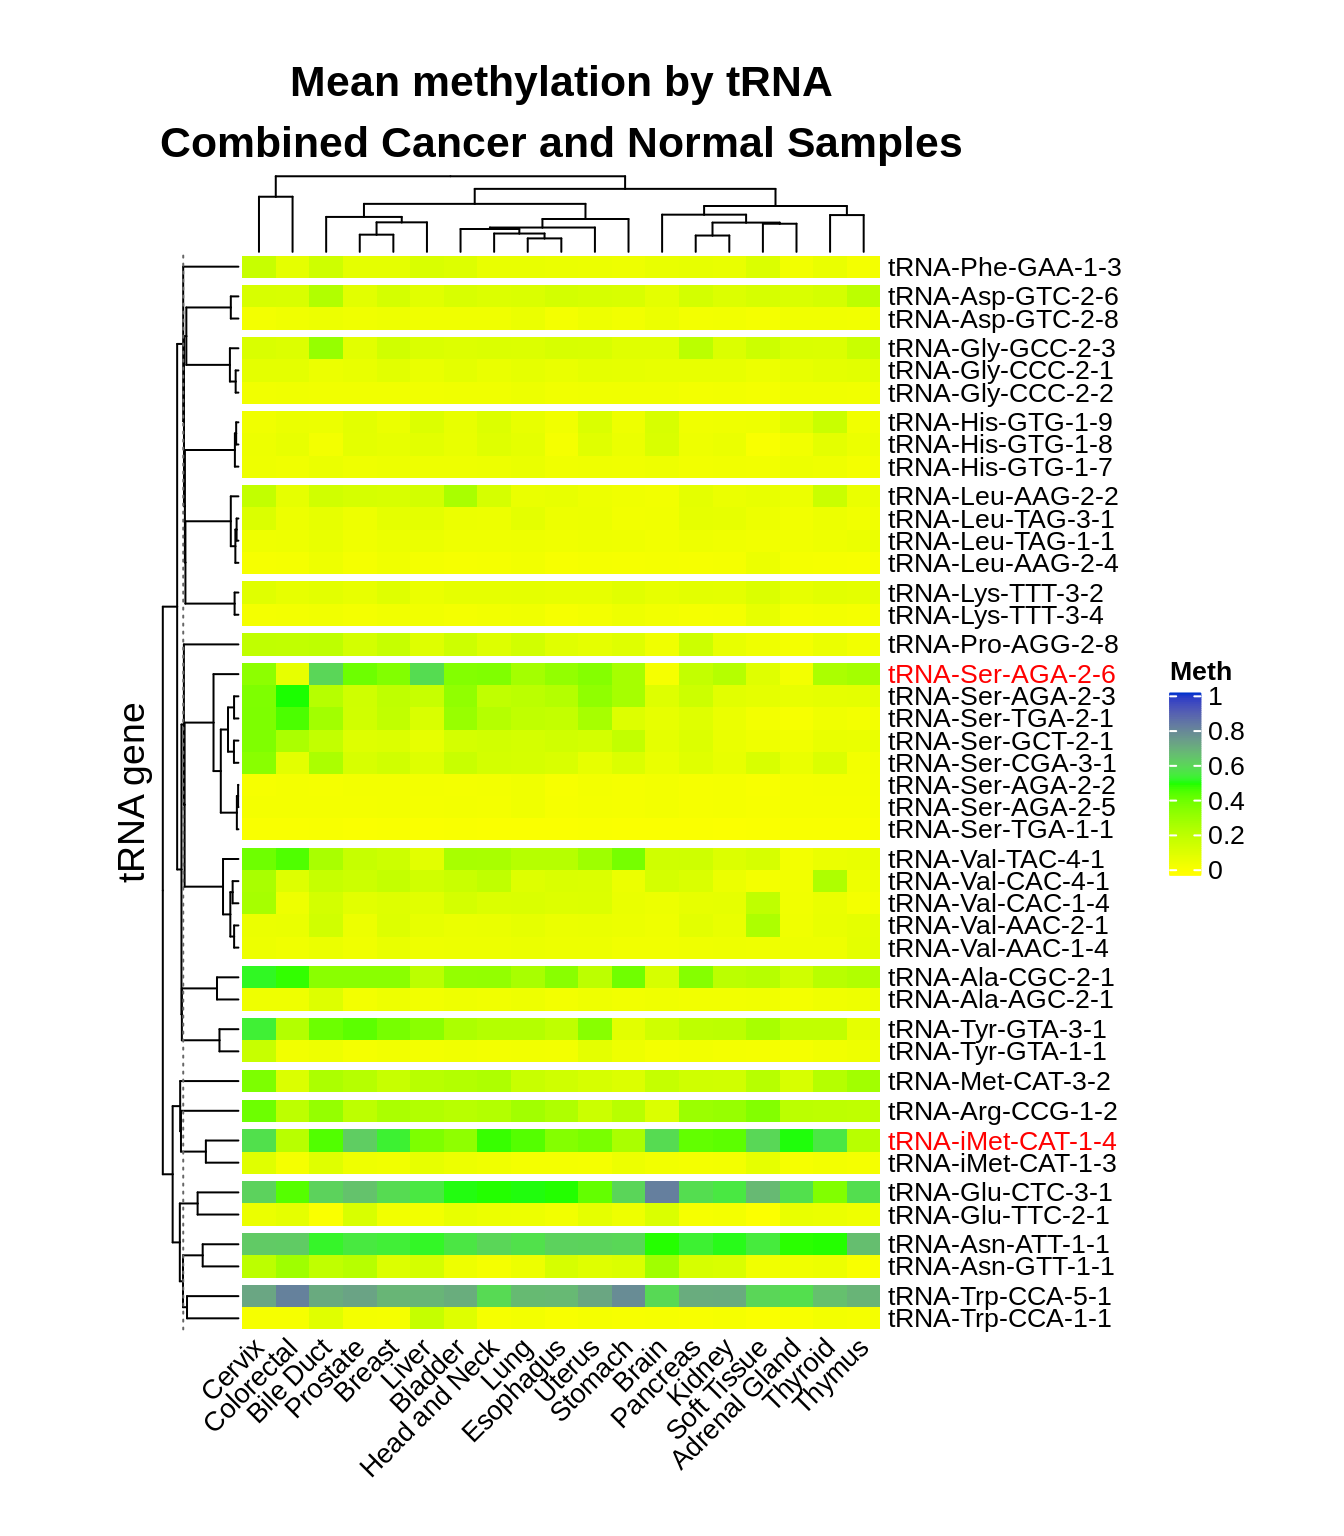 Mean methylation by tRNA
Combined Cancer and Normal Samples
tRNA-Phe-GAA-1-3
tRNA-Asp-GTC-2-6
tRNA-Asp-GTC-2-8
tRNA-Gly-GCC-2-3
tRNA-Gly-CCC-2-1
tRNA-Gly-CCC-2-2
tRNA-His-GTG-1-9
tRNA-His-GTG-1-8
tRNA-His-GTG-1-7
tRNA-Leu-AAG-2-2
tRNA-Leu-TAG-3-1
tRNA-Leu-TAG-1-1
tRNA-Leu-AAG-2-4
tRNA-Lys-TTT-3-2
tRNA-Lys-TTT-3-4
tRNA-Pro-AGG-2-8
tRNA-Ser-AGA-2-6
tRNA-Ser-AGA-2-3
tRNA-Ser-TGA-2-1
tRNA-Ser-GCT-2-1
tRNA-Ser-CGA-3-1
tRNA-Ser-AGA-2-2
tRNA-Ser-AGA-2-5
tRNA-Ser-TGA-1-1
tRNA-Val-TAC-4-1
tRNA-Val-CAC-4-1
tRNA-Val-CAC-1-4
tRNA-Val-AAC-2-1
tRNA-Val-AAC-1-4
tRNA-Ala-CGC-2-1
tRNA-Ala-AGC-2-1
tRNA-Tyr-GTA-3-1
tRNA-Tyr-GTA-1-1
tRNA-Met-CAT-3-2
tRNA-Arg-CCG-1-2
tRNA-iMet-CAT-1-4
tRNA-iMet-CAT-1-3
tRNA-Glu-CTC-3-1
tRNA-Glu-TTC-2-1
tRNA-Asn-ATT-1-1
tRNA-Asn-GTT-1-1
tRNA-Trp-CCA-5-1
tRNA-Trp-CCA-1-1
tRNA gene
Meth
1
0.8
0.6
0.4
0.2
0
Cervix
Colorectal
Bile Duct
Prostate
Breast
Liver
Bladder
Head and Neck
Lung
Esophagus
Uterus
Stomach
Brain
Pancreas
Kidney
Soft Tissue
Adrenal Gland
Thyroid
Thymus